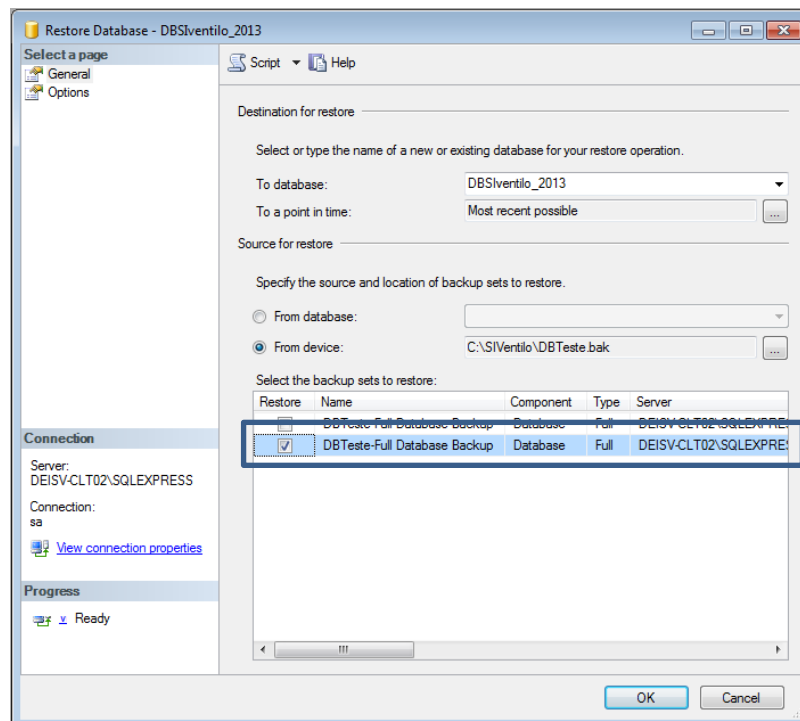 Restore Database - DBSIventilo_2013
Select a page
General
Options
Script Help
Destination for restore
Select or type the name of a new or existing database for your restore operation.
To database: DBSIventilo_2013
To a point in time: Most recent possible ...
Source for restore
Specify the source and location of backup sets to restore.
From database:
From device: C:\SIVentilo\DBTeste.bak ...
Select the backup sets to restore:
Restore Name Component Type Server
DBTeste-Full Database Backup Database Full DEISV-CLT02\SQLEXPRE
DBTeste-Full Database Backup Database Full DEISV-CLT02\SQLEXPRE
Connection
Server:
DEISV-CLT02\SQLEXPRESS
Connection:
sa
View connection properties
Progress
v Ready
OK Cancel